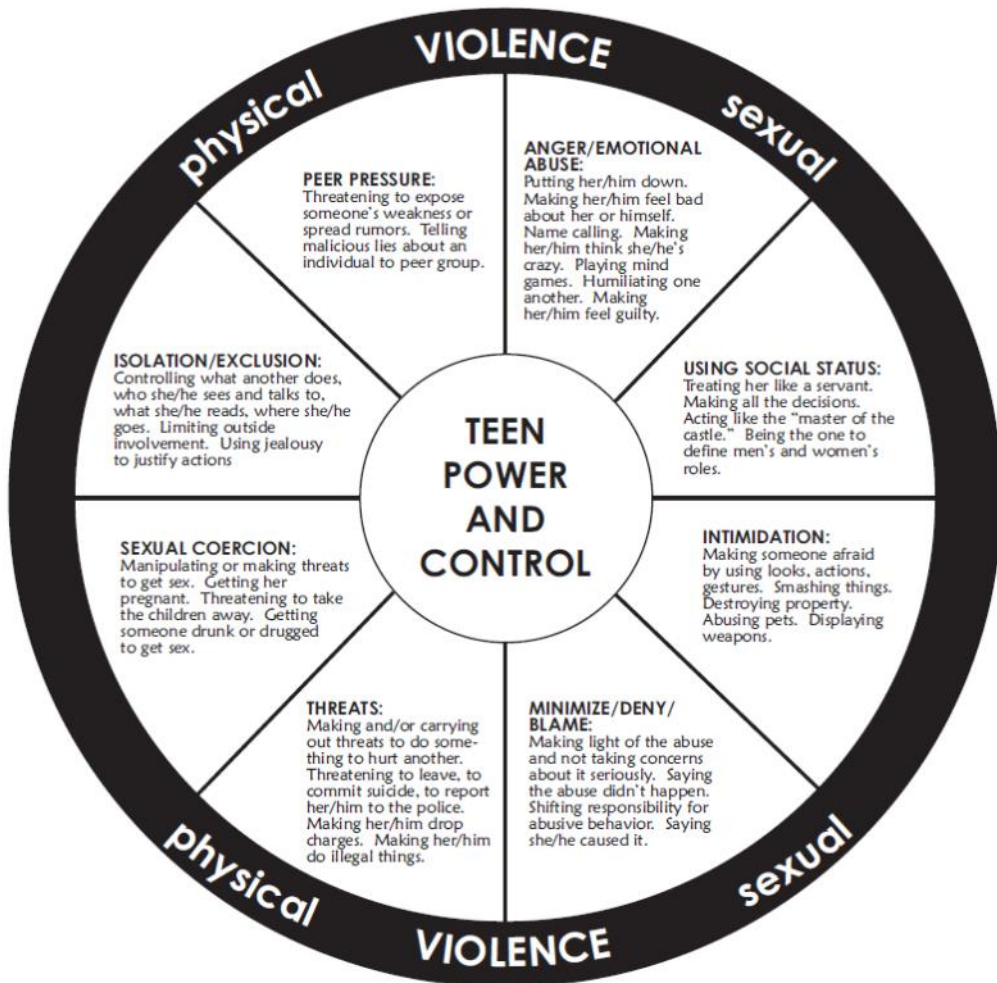 physical VIOLENCE sexual
PEER PRESSURE:
Threatening to expose
someone's weakness or
spread rumors. Telling
malicious lies about an
individual to peer group.
ANGER/EMOTIONAL
ABUSE:
Putting her/him down.
Making her/him feel bad
about her or himself.
Name calling. Making
her/him think she/he's
crazy. Playing mind
games. Humiliating one
another. Making
her/him feel guilty.
ISOLATION/EXCLUSION:
Controlling what another does,
who she/he sees and talks to,
what she/he reads, where she/he
goes. Limiting outside
involvement. Using jealousy
to justify actions
USING SOCIAL STATUS:
Treating her like a servant.
Making all the decisions.
Acting like the “master of the
castle.” Being the one to
define men's and women's
roles.
TEEN
POWER
AND
CONTROL
SEXUAL COERCION:
Manipulating or making threats
to get sex. Getting her
pregnant. Threatening to take
the children away. Getting
someone drunk or drugged
to get sex.
INTIMIDATION:
Making someone afraid
by using looks, actions,
gestures. Smashing things.
Destroying property.
Abusing pets. Displaying
weapons.
THREATS:
Making and/or carrying
out threats to do some-
thing to hurt another.
Threatening to leave, to
commit suicide, to report
her/him to the police.
Making her/him drop
charges. Making her/him
do illegal things.
MINIMIZE/DENY/
BLAME:
Making light of the abuse
and not taking concerns
about it seriously. Saying
the abuse didn't happen.
Shifting responsibility for
abusive behavior. Saying
she/he caused it.
physical VIOLENCE sexual